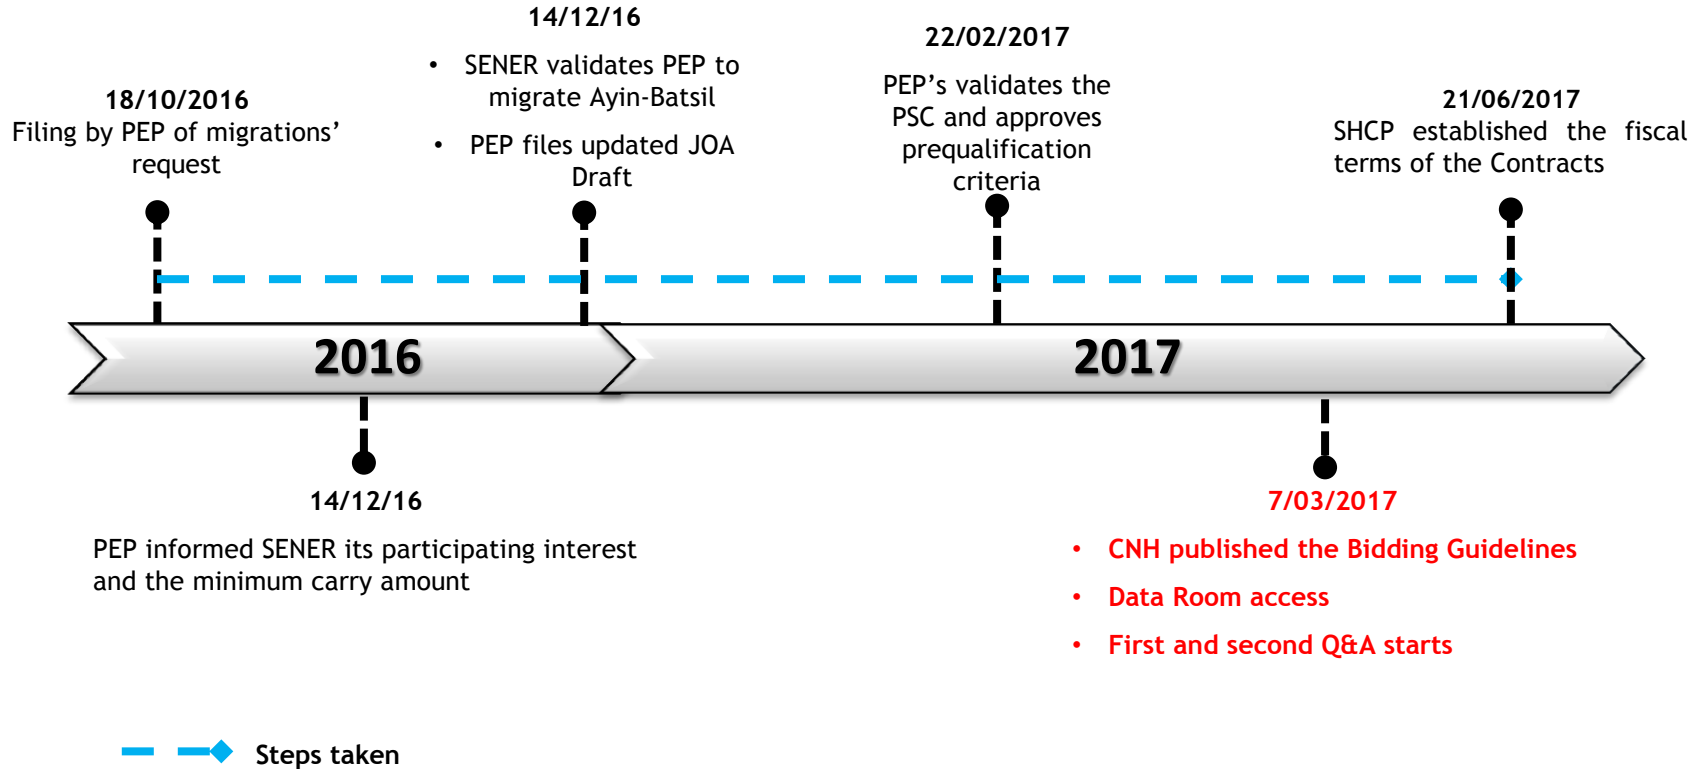 18/10/2016
Filing by PEP of migrations’
request
14/12/16
• SENER validates PEP to
migrate Ayin-Batsil
• PEP files updated JOA
Draft
22/02/2017
PEP’s validates the
PSC and approves
prequalification
criteria
21/06/2017
SHCP established the fiscal
terms of the Contracts
2016
2017
14/12/16
PEP informed SENER its participating interest
and the minimum carry amount
7/03/2017
• CNH published the Bidding Guidelines
• Data Room access
• First and second Q&A starts
Steps taken